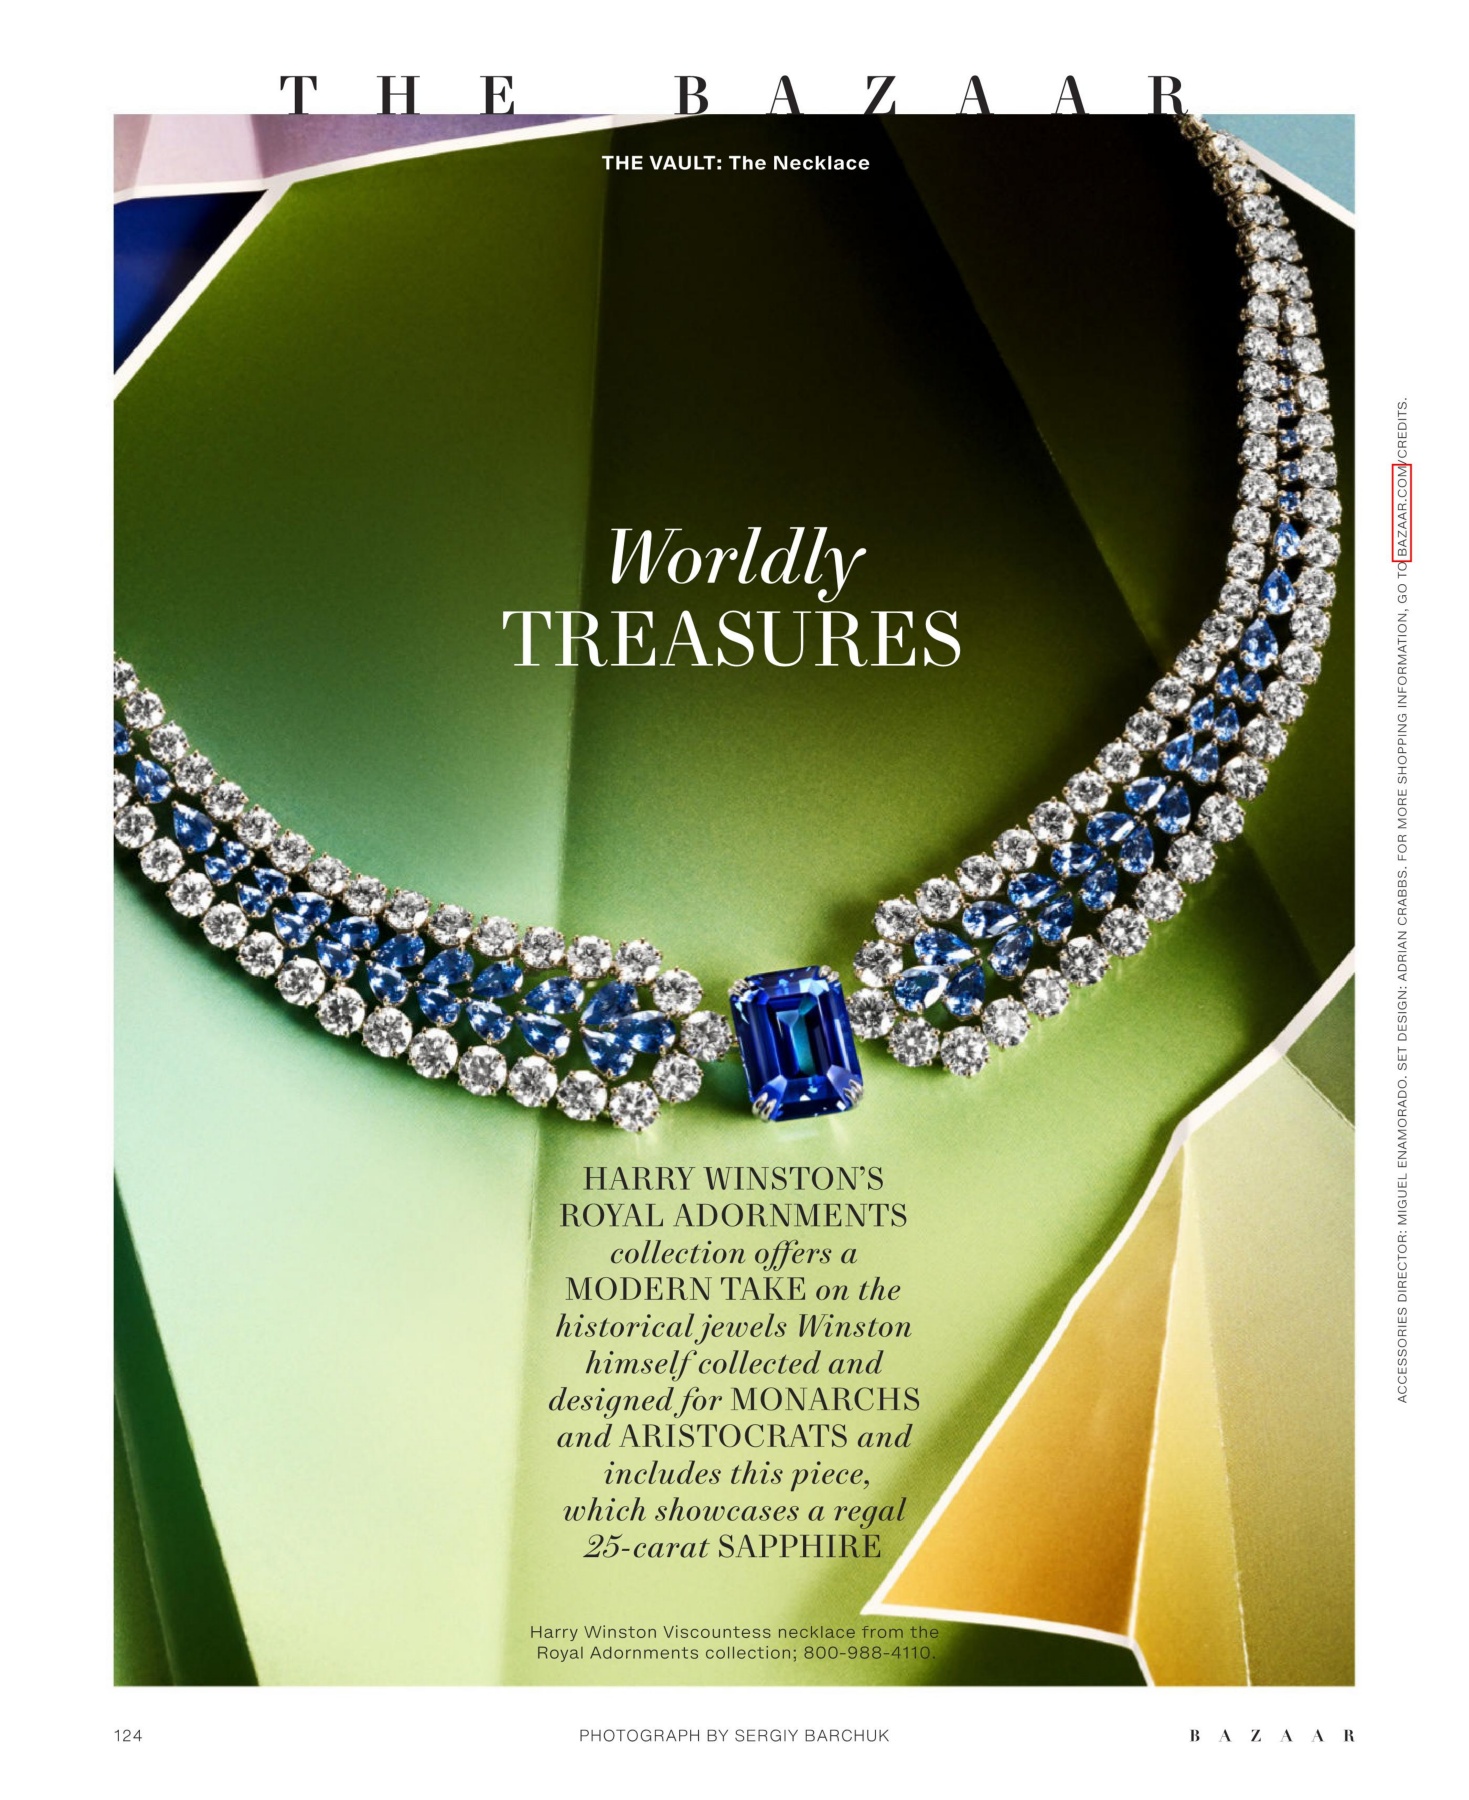 THE BAZAAR
THE VAULT: The Necklace
Worldly
TREASURES
HARRY WINSTON’S
ROYAL ADORNMENTS
collection offers a
MODERN TAKE on the
historical jewels Winston
himself collected and
designed for MONARCHS
and ARISTOCRATS and
includes this piece,
which showcases a regal
25-carat SAPPHIRE
Harry Winston Viscountess necklace from the
Royal Adornments collection; 800-988-4110.
ACCESSORIES DIRECTOR: MIGUEL ENAMORADO. SET DESIGN: ADRIAN CRABBS. FOR MORE SHOPPING INFORMATION, GO TO BAZAAR.COM/CREDITS.
124
PHOTOGRAPH BY SERGIY BARCHUK
BAZAAR